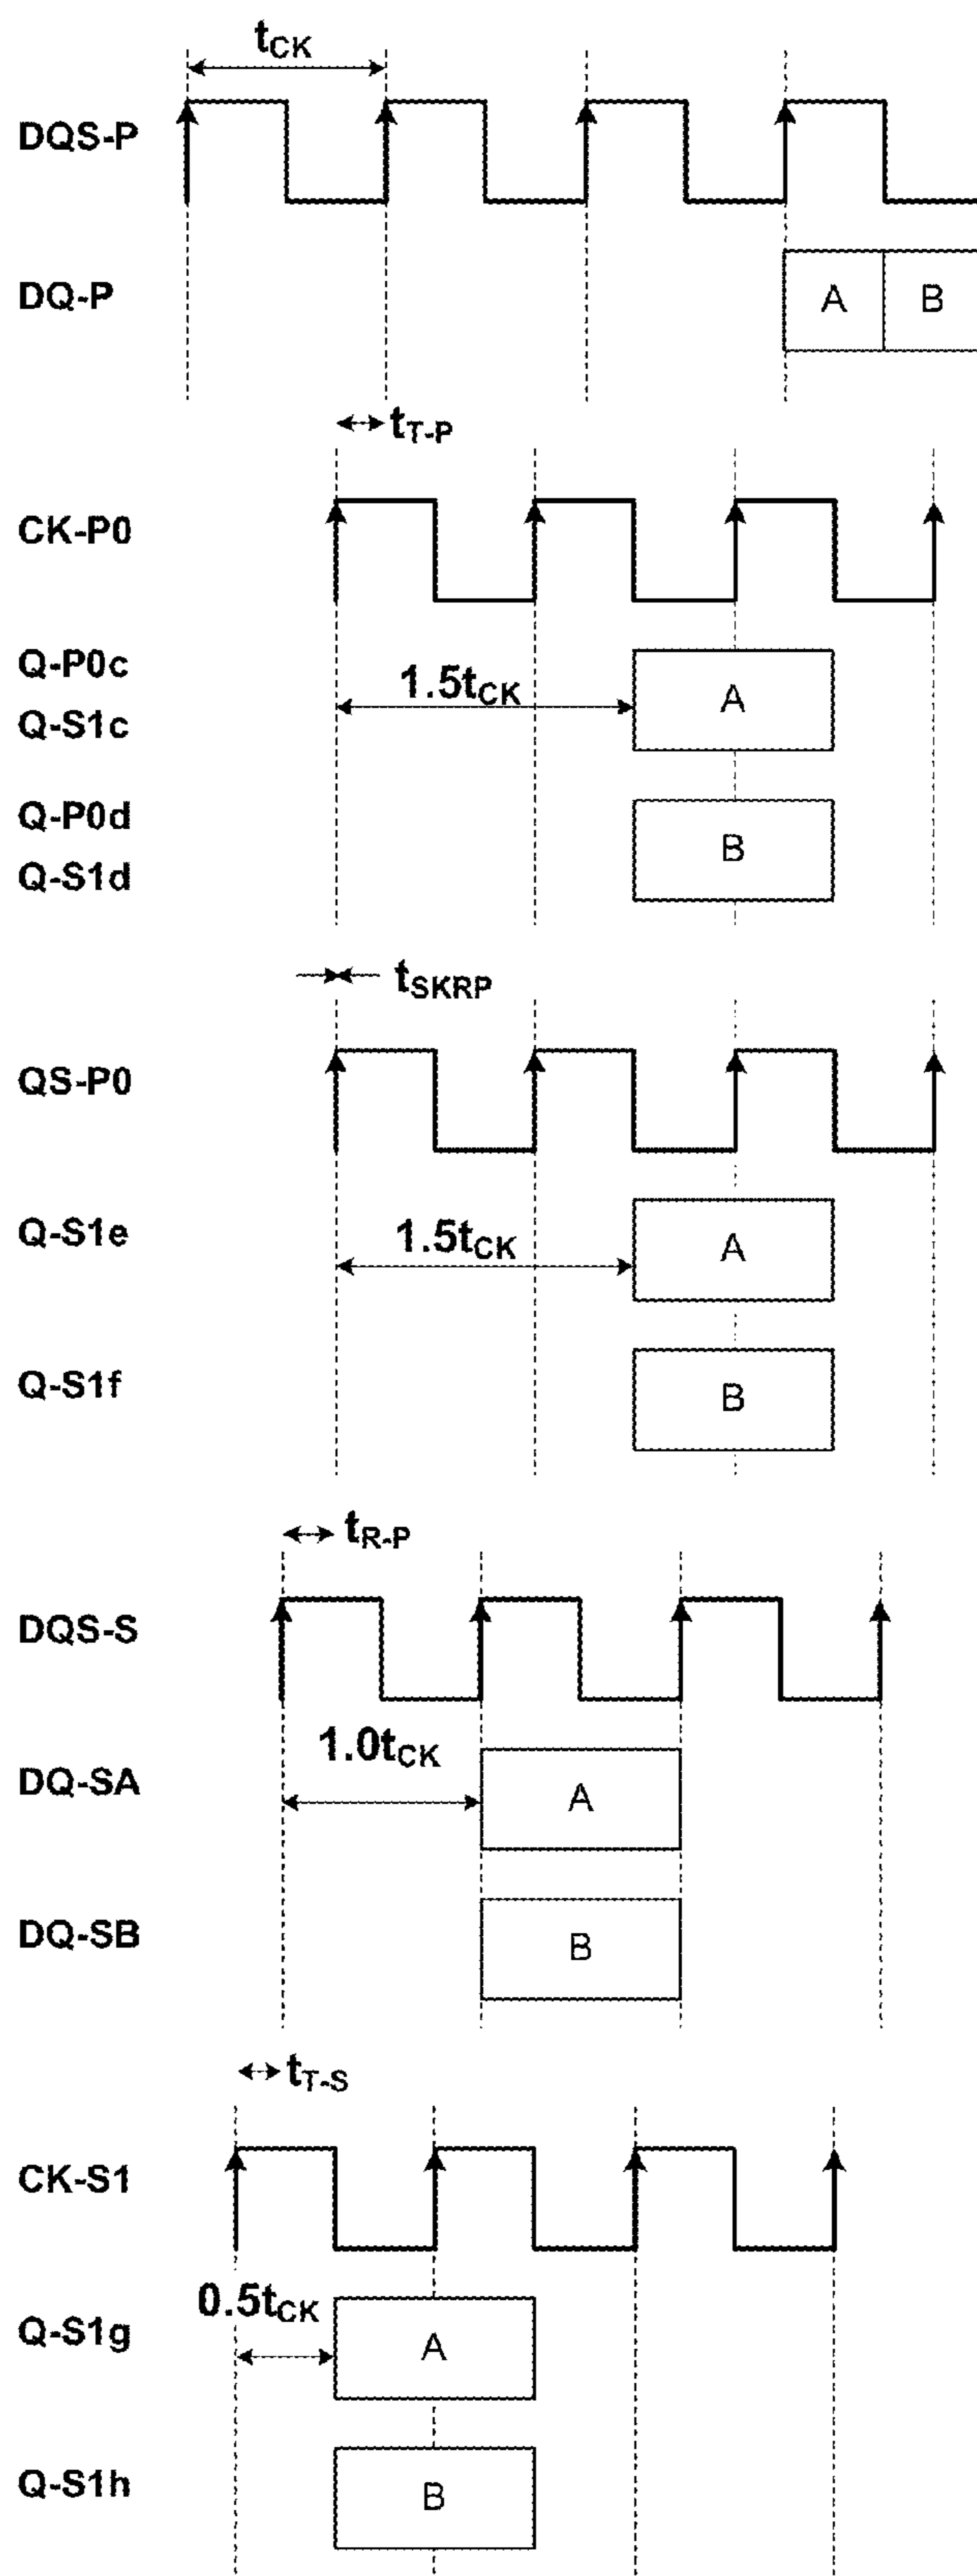 tCK
DQS-P
DQ-P
A
B
tT-P
CK-P0
Q-P0c
Q-S1c
1.5tCK
A
Q-P0d
Q-S1d
B
tSKRP
QS-P0
Q-S1e
1.5tCK
A
Q-S1f
B
tR-P
DQS-S
DQ-SA
1.0tCK
A
DQ-SB
B
tT-S
CK-S1
Q-S1g
0.5tCK
A
Q-S1h
B